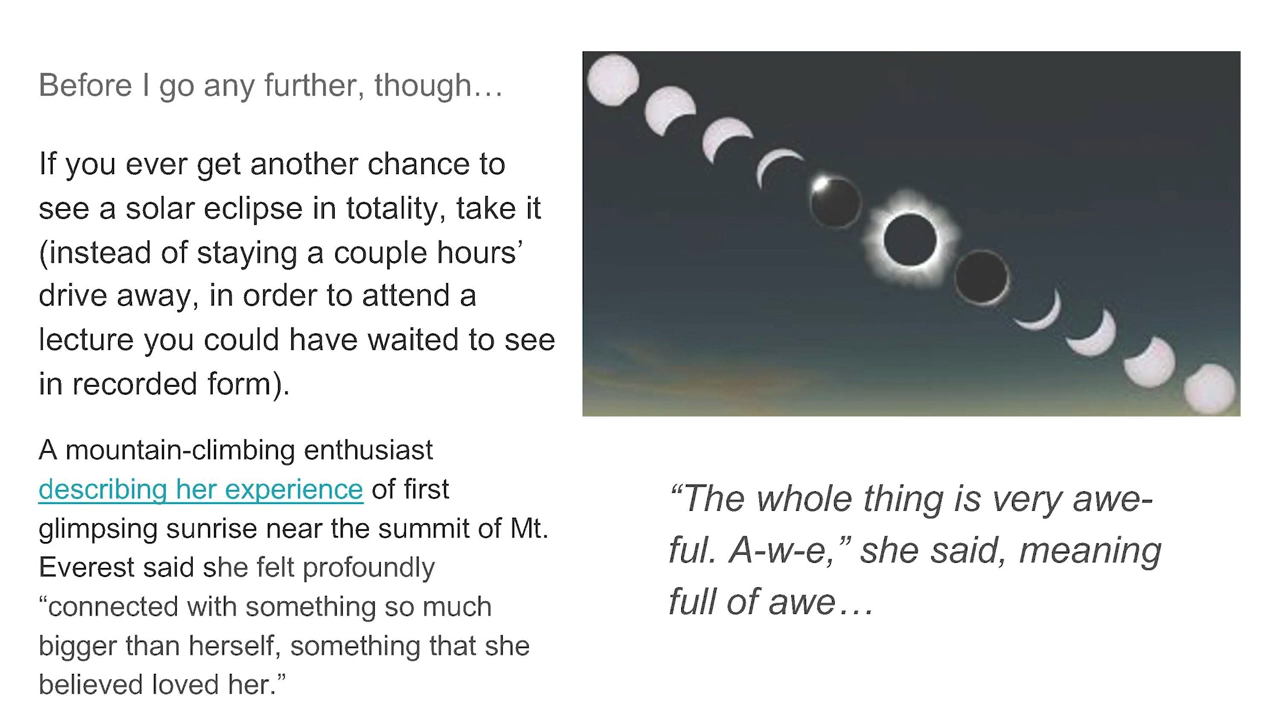 Before I go any further, though…
If you ever get another chance to
see a solar eclipse in totality, take it
(instead of staying a couple hours’
drive away, in order to attend a
lecture you could have waited to see
in recorded form).
A mountain-climbing enthusiast
describing her experience of first
glimpsing sunrise near the summit of Mt.
Everest said she felt profoundly
“connected with something so much
bigger than herself, something that she
believed loved her.”
“The whole thing is very awe-
ful. A-w-e,” she said, meaning
full of awe…